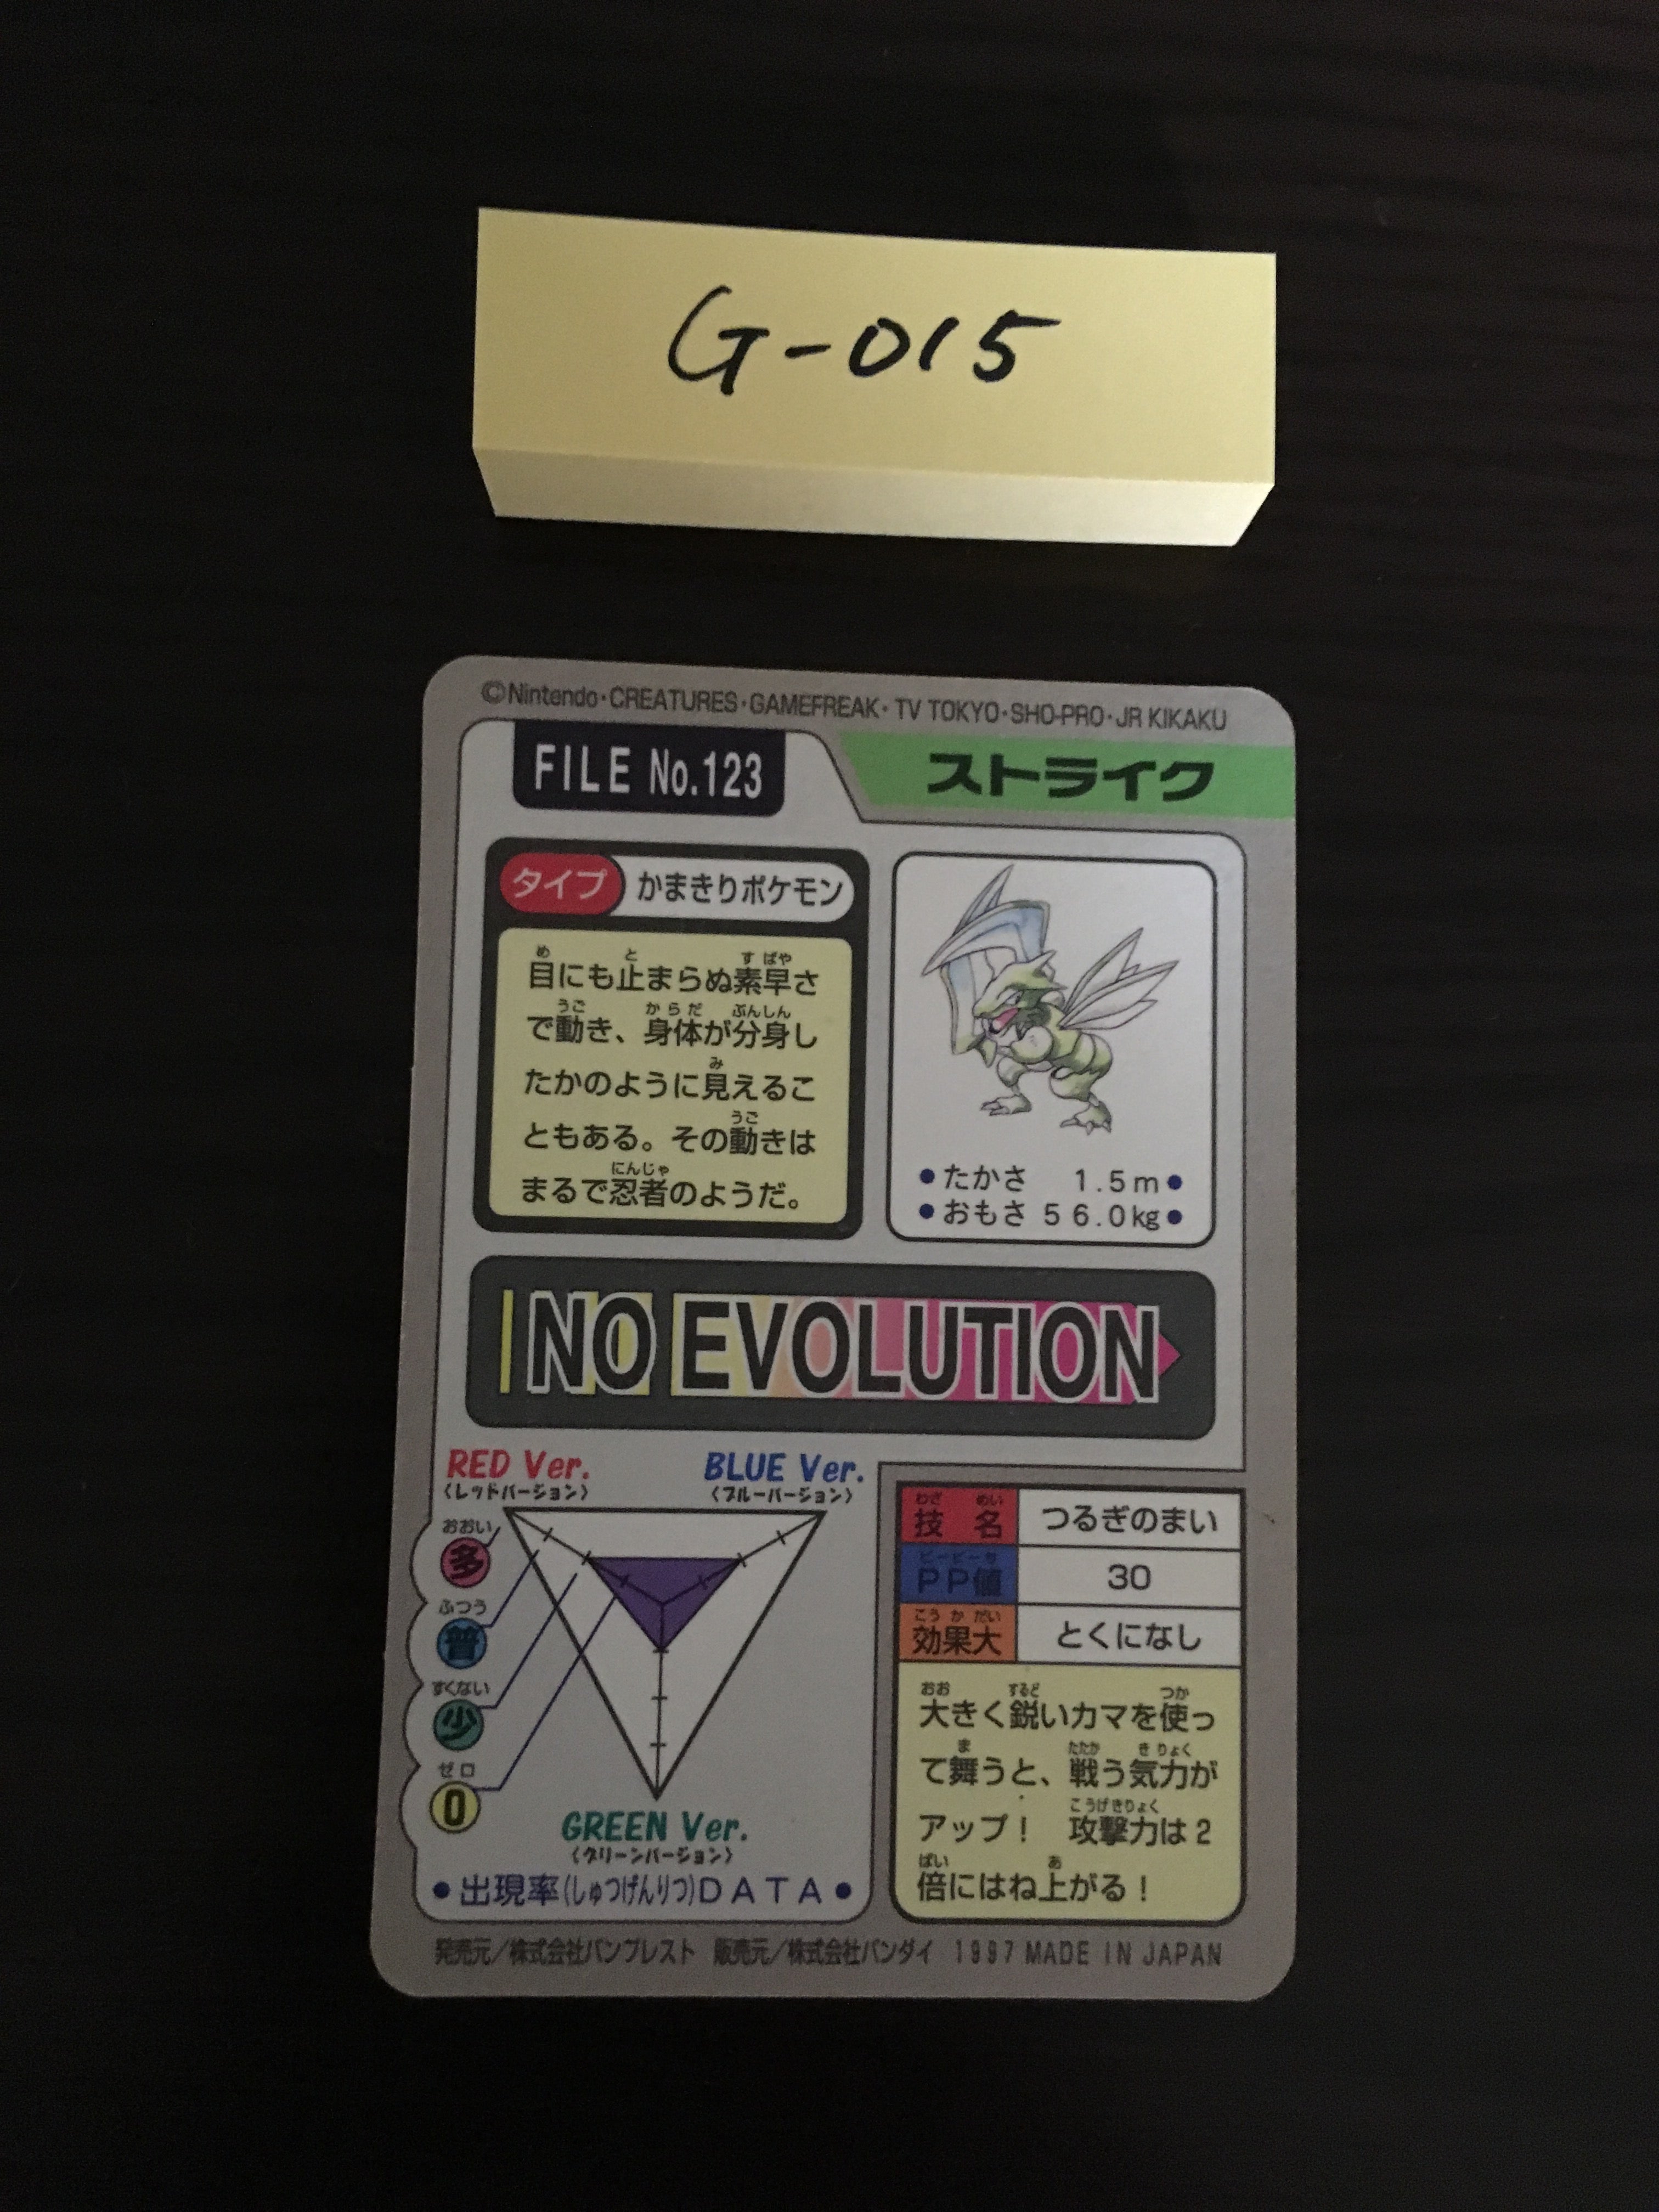 G-015
©Nintendo・CREATURES・GAMEFREAK・TV TOKYO・SHO-PRO・JR KIKAKU
FILE No.123
ストライク
タイプ かまきりポケモン
目にも止まらぬ素早さ
で動き、身体が分身し
たかのように見えるこ
ともある。その動きは
まるで忍者のようだ。
●たかさ 1.5m●
●おもさ 56.0kg●
NO EVOLUTION
RED Ver.
〈レッドバージョン〉
BLUE Ver.
〈ブルーバージョン〉
おおい
多
ふつう
普
すくない
少
ゼロ
0
GREEN Ver.
〈グリーンバージョン〉
●出現率(しゅつげんりつ)DATA●
技名 つるぎのまい
PP値 30
効果大 とくになし
大きく鋭いカマを使っ
て舞うと、戦う気力が
アップ! 攻撃力は2
倍にはね上がる!
発売元/株式会社バンプレスト 販売元/株式会社バンダイ 1997 MADE IN JAPAN